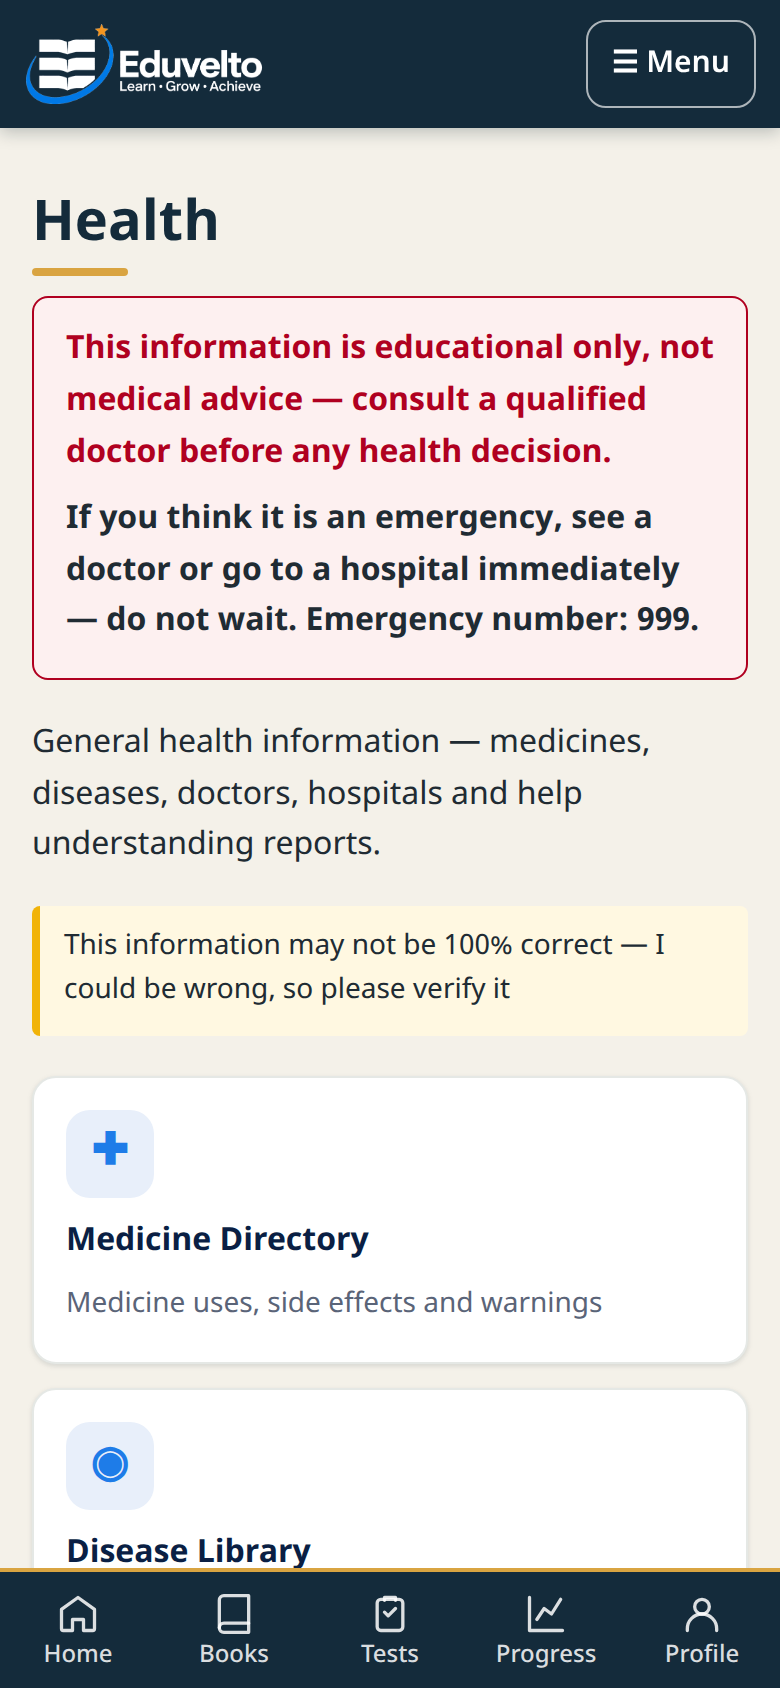 Eduvelto
Learn • Grow • Achieve
☰ Menu
Health
This information is educational only, not
medical advice — consult a qualified
doctor before any health decision.
If you think it is an emergency, see a
doctor or go to a hospital immediately
— do not wait. Emergency number: 999.
General health information — medicines,
diseases, doctors, hospitals and help
understanding reports.
This information may not be 100% correct — I
could be wrong, so please verify it
Medicine Directory
Medicine uses, side effects and warnings
Disease Library
Home
Books
Tests
Progress
Profile